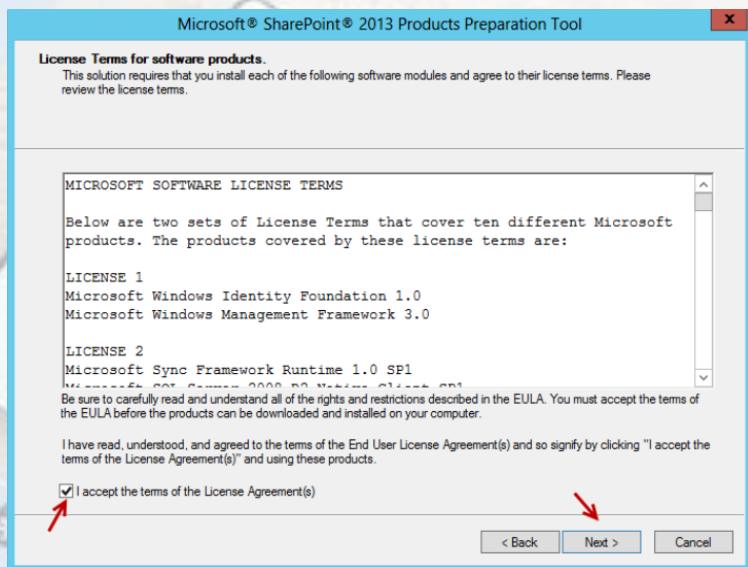 Microsoft® SharePoint® 2013 Products Preparation Tool
x
License Terms for software products.
This solution requires that you install each of the following software modules and agree to their license terms. Please
review the license terms.
MICROSOFT SOFTWARE LICENSE TERMS
Below are two sets of License Terms that cover ten different Microsoft
products. The products covered by these license terms are:
LICENSE 1
Microsoft Windows Identity Foundation 1.0
Microsoft Windows Management Framework 3.0
LICENSE 2
Microsoft Sync Framework Runtime 1.0 SP1
Microsoft SQL Server 2008 R2 Native Client SP1
Be sure to carefully read and understand all of the rights and restrictions described in the EULA. You must accept the terms of
the EULA before the products can be downloaded and installed on your computer.
I have read, understood, and agreed to the terms of the End User License Agreement(s) and so signify by clicking "I accept the
terms of the License Agreement(s)" and using these products.
I accept the terms of the License Agreement(s)
< Back Next > Cancel